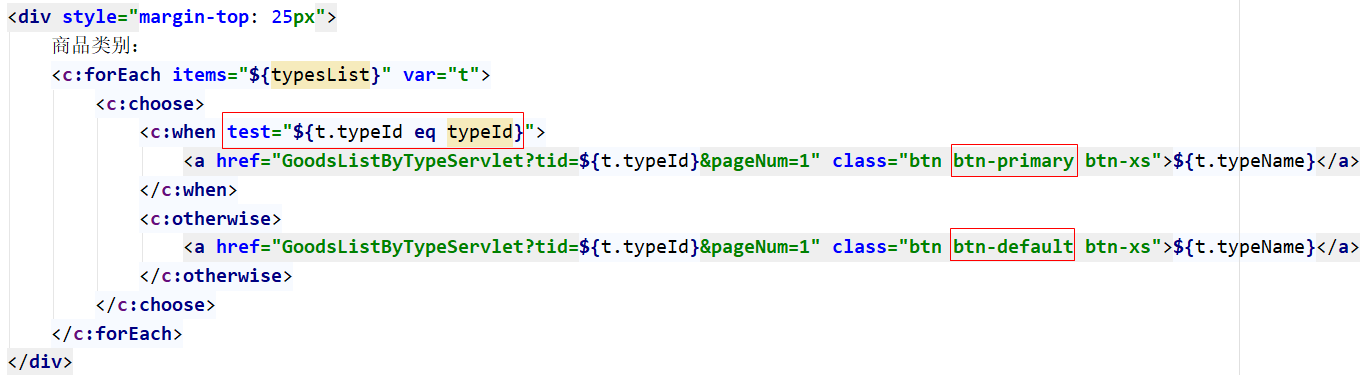 <div style="margin-top: 25px">
商品类别：
<c:forEach items="${typesList}" var="t">
<c:choose>
<c:when test="${t.typeId eq typeId}">
<a href="GoodsListByTypeServlet?tid=${t.typeId}&pageNum=1" class="btn btn-primary btn-xs">${t.typeName}</a>
</c:when>
<c:otherwise>
<a href="GoodsListByTypeServlet?tid=${t.typeId}&pageNum=1" class="btn btn-default btn-xs">${t.typeName}</a>
</c:otherwise>
</c:choose>
</c:forEach>
</div>